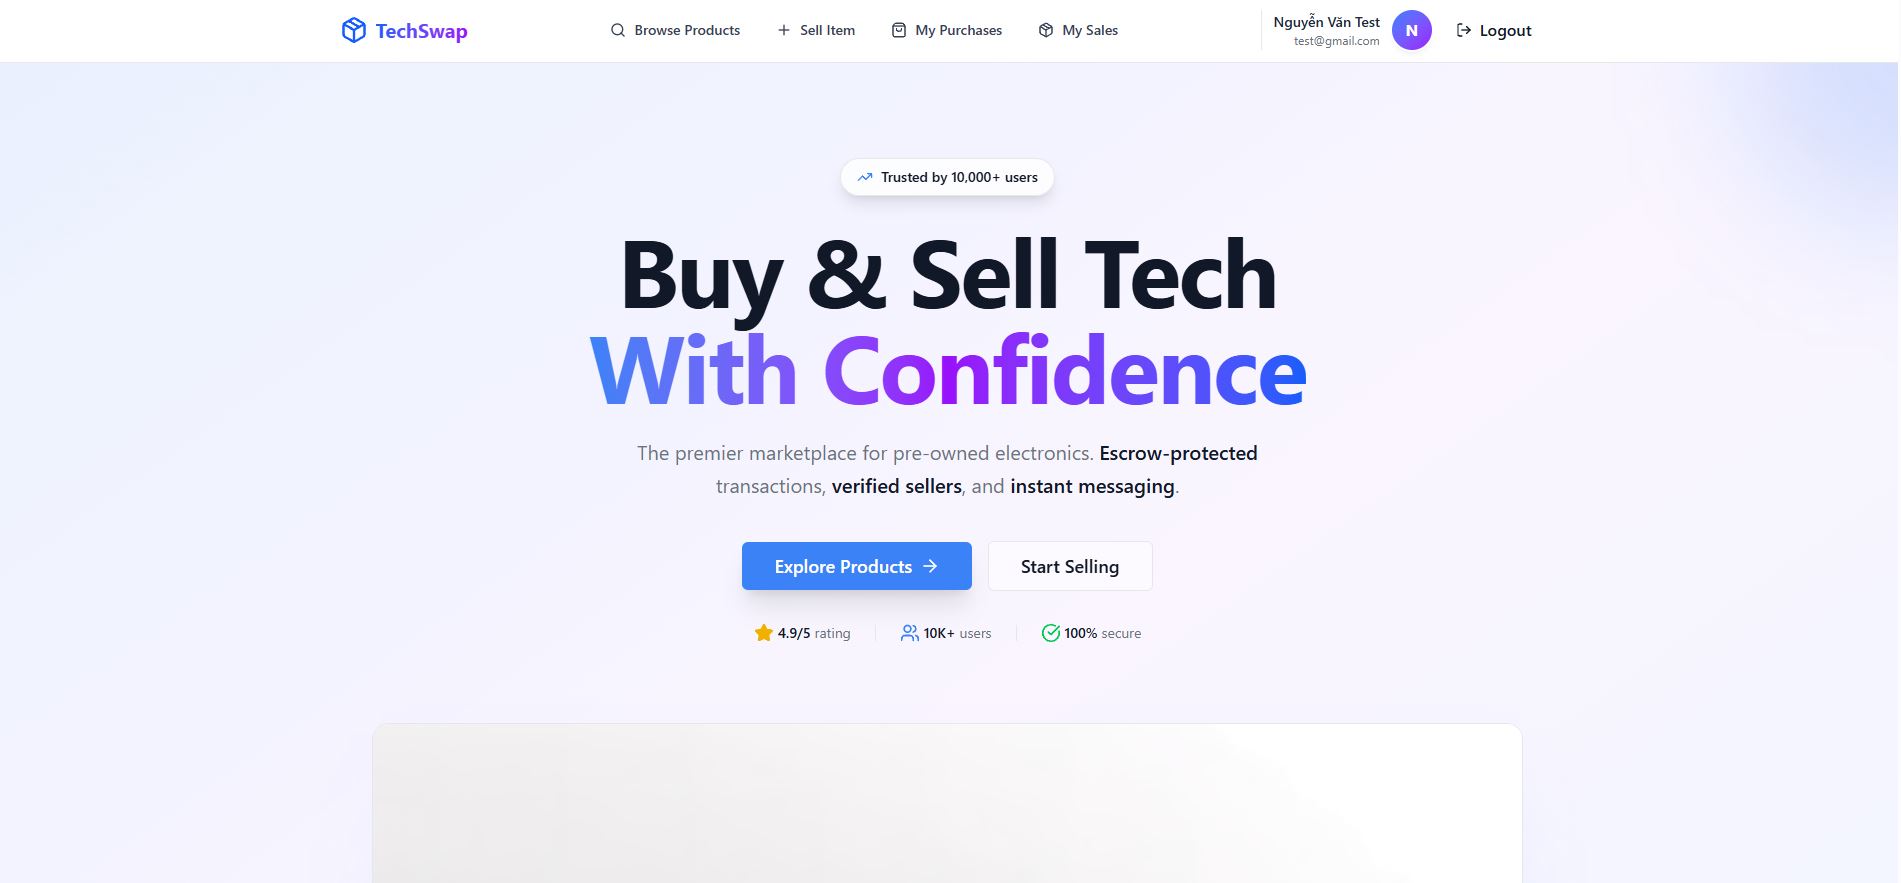 TechSwap
Browse Products
Sell Item
My Purchases
My Sales
Nguyễn Văn Test
test@gmail.com
N
Logout
Trusted by 10,000+ users
Buy & Sell Tech
With Confidence
The premier marketplace for pre-owned electronics. Escrow-protected
transactions, verified sellers, and instant messaging.
Explore Products
Start Selling
4.9/5 rating
10K+ users
100% secure